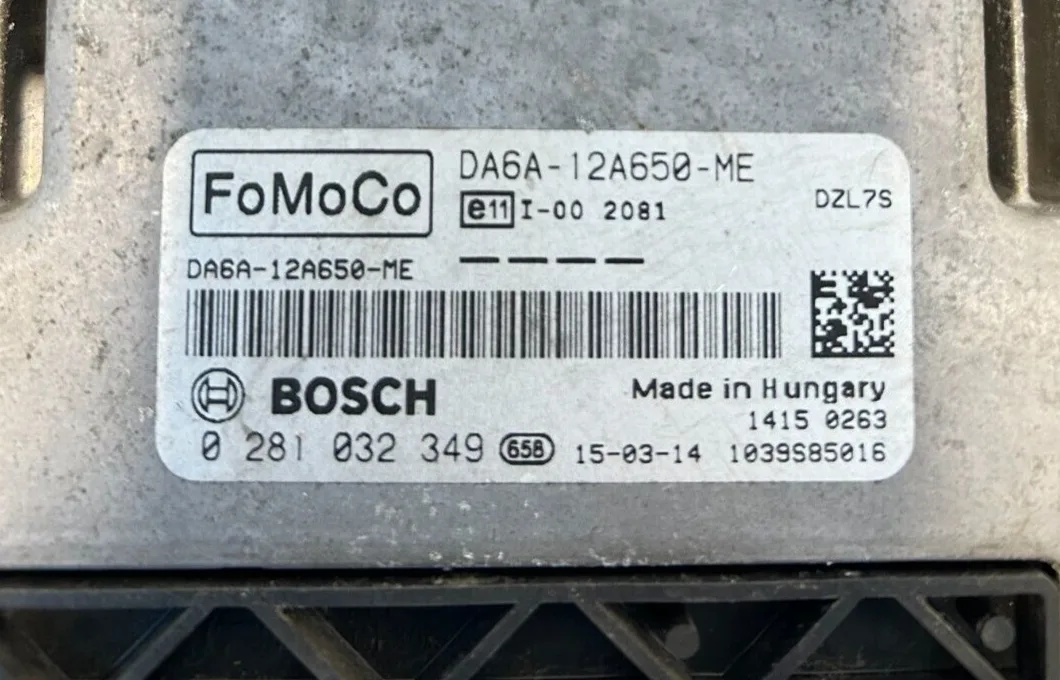 FoMoCo
DA6A-12A650-ME
e11 I-00 2081
DZL7S
DA6A-12A650-ME
BOSCH
Made in Hungary
1415 0263
0 281 032 349 658 15-03-14 1039S85016